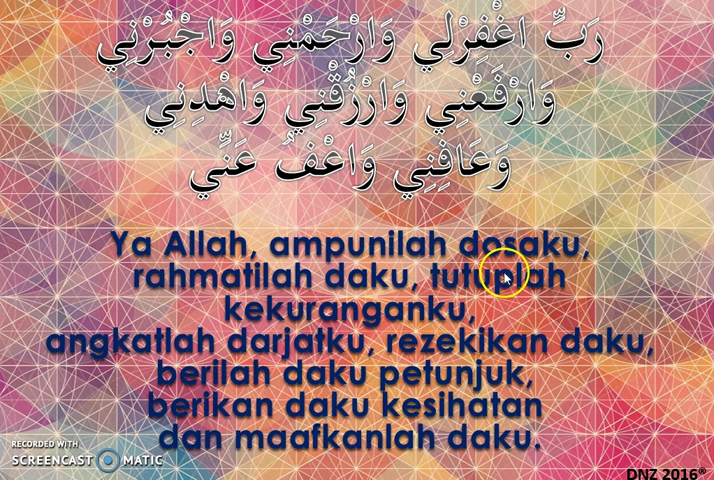 رَبِّ اغْفِرْلِي وَارْحَمْنِي وَاجْبُرْنِي
وَارْفَعْنِي وَارْزُقْنِي وَاهْدِنِي
وَعَافِنِي وَاعْفُ عَنِّي
Ya Allah, ampunilah dosaku,
rahmatilah daku, tutuplah
kekuranganku,
angkatlah darjatku, rezekikan daku,
berilah daku petunjuk,
berikan daku kesihatan
dan maafkanlah daku.
RECORDED WITH
SCREENCAST MATIC
DNZ 2016®